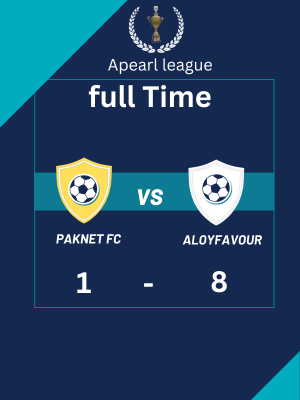 Apearl league
full Time
VS
PAKNET FC
ALOYFAVOUR
1 - 8